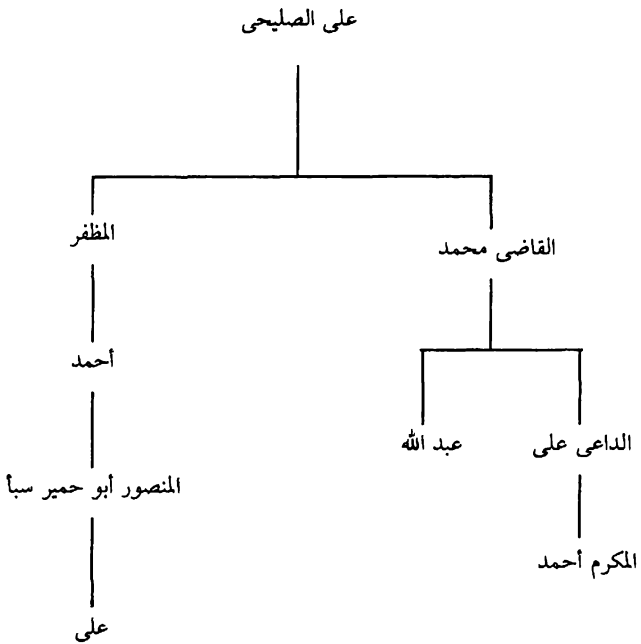 على الصليحى
المظفر
القاضى محمد
أحمد
عبد الله
الداعى على
المنصور أبو حمير سبأ
المكرم أحمد
على